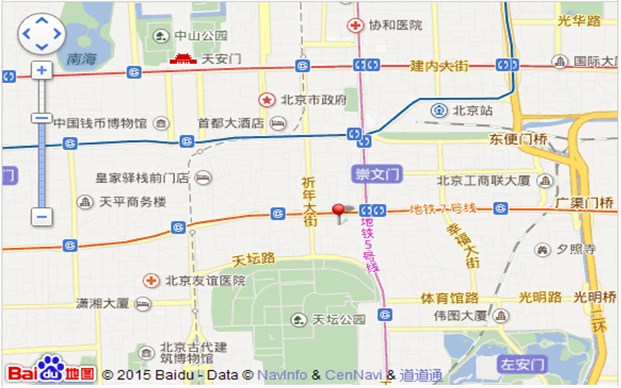 中山公园
协和医院
光华路
南海
天安门
建内大街
国际大厦
北京市政府
北京站
中国钱币博物馆
首都大酒店
东便门桥
皇家驿栈前门店
崇文门
北京工商联大厦
祈年大街
天平商务楼
地铁7号线
广渠门桥
地铁5号线
幸福大街
天坛路
夕照寺
北京友谊医院
潇湘大厦
体育馆路
光明路
光明桥
天坛公园
伟图大厦
二环
北京古代建
筑博物馆
左安门
Bai 地图 © 2015 Baidu - Data © NavInfo & CenNavi & 道道通